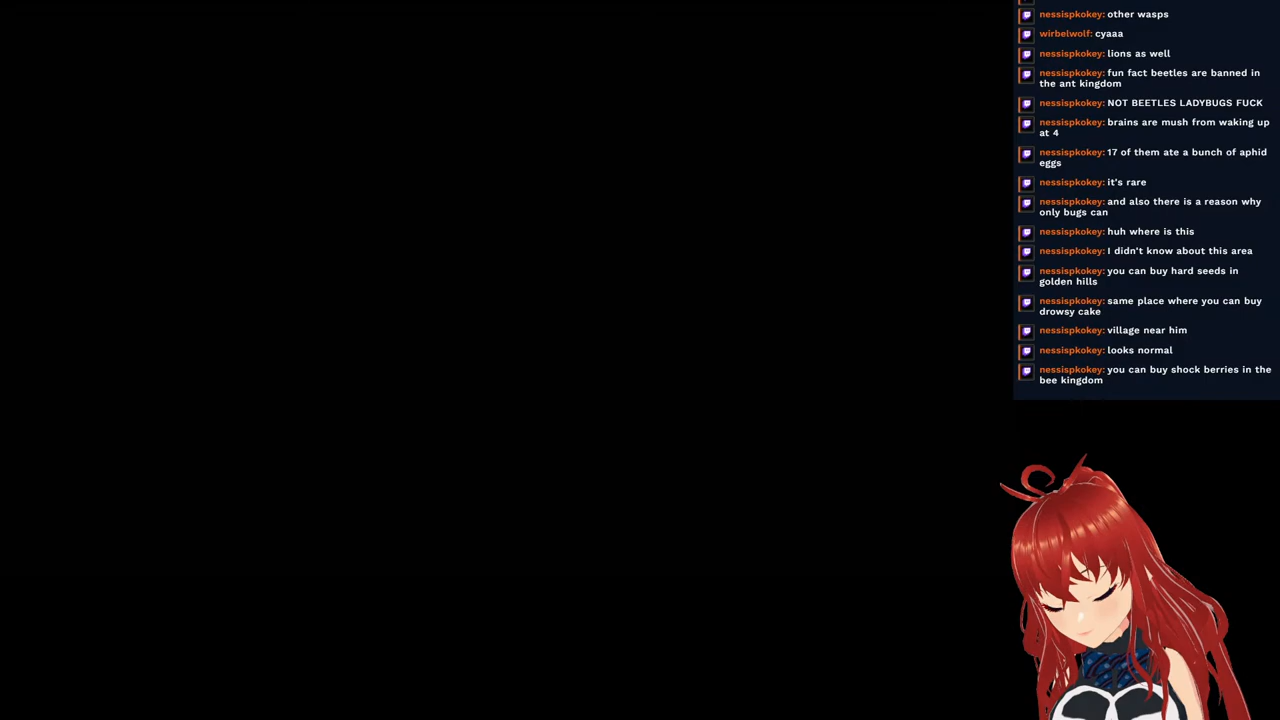 nessispkokey: other wasps
wirbelwolf: cyaaa
nessispkokey: lions as well
nessispkokey: fun fact beetles are banned in
the ant kingdom
nessispkokey: NOT BEETLES LADYBUGS FUCK
nessispkokey: brains are mush from waking up
at 4
nessispkokey: 17 of them ate a bunch of aphid
eggs
nessispkokey: it's rare
nessispkokey: and also there is a reason why
only bugs can
nessispkokey: huh where is this
nessispkokey: I didn't know about this area
nessispkokey: you can buy hard seeds in
golden hills
nessispkokey: same place where you can buy
drowsy cake
nessispkokey: village near him
nessispkokey: looks normal
nessispkokey: you can buy shock berries in the
bee kingdom